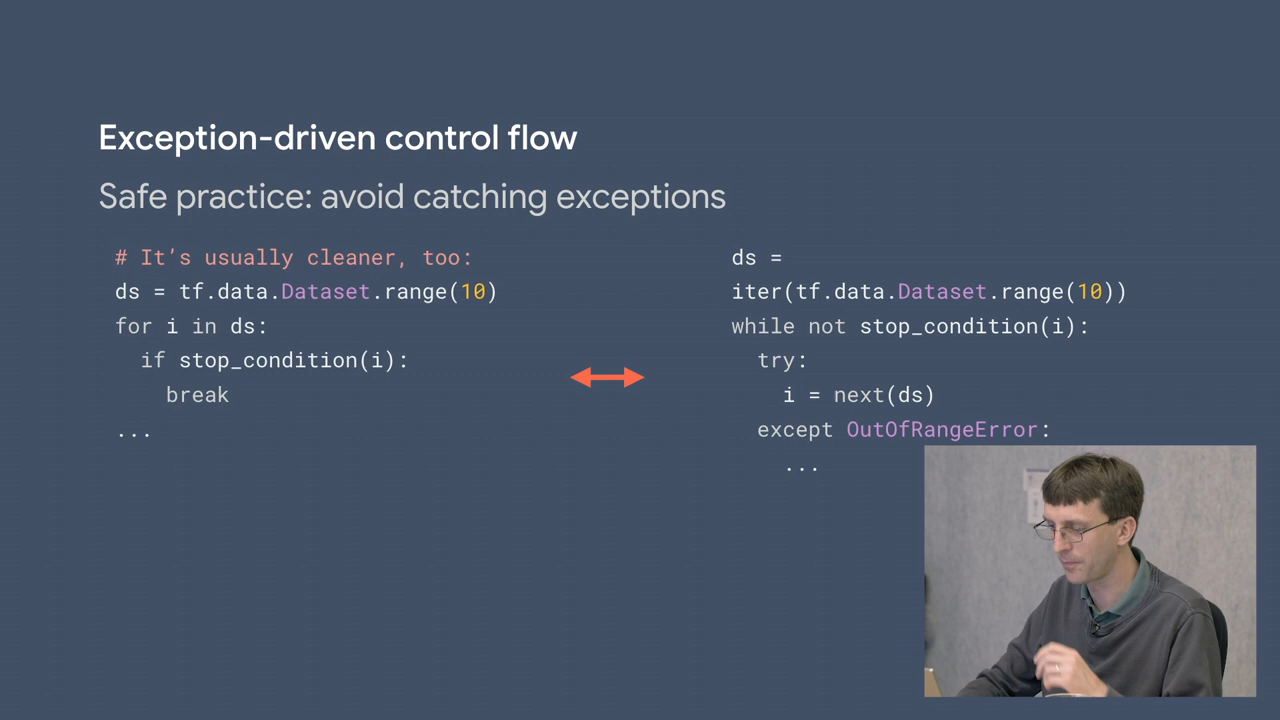 Exception-driven control flow
Safe practice: avoid catching exceptions
# It’s usually cleaner, too:
ds = tf.data.Dataset.range(10)
for i in ds:
  if stop_condition(i):
    break
...
ds =
iter(tf.data.Dataset.range(10))
while not stop_condition(i):
  try:
    i = next(ds)
  except OutOfRangeError:
    ...